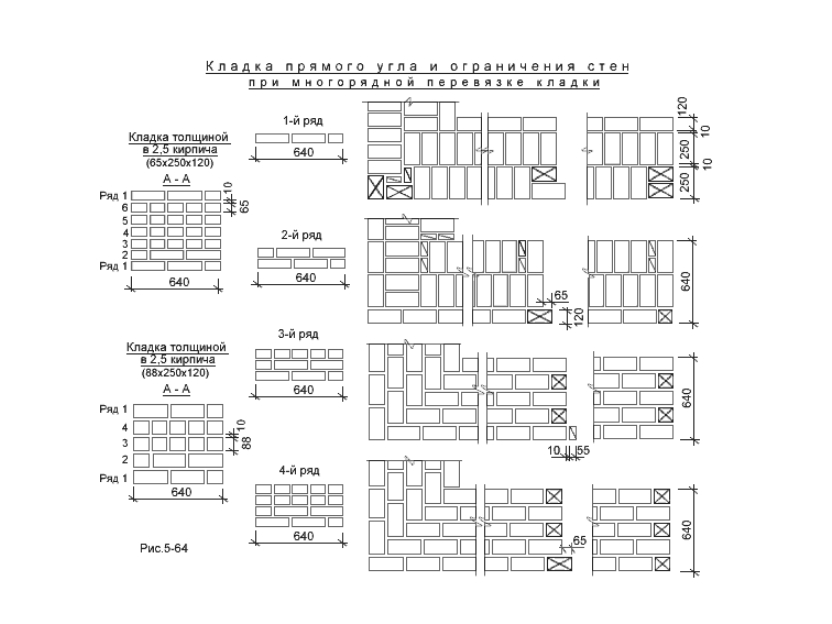 Кладка прямого угла и ограничения стен
при многорядной перевязке кладки
Кладка толщиной
в 2,5 кирпича
(65х250х120)
А - А
Ряд 1
6
5
4
3
2
Ряд 1
10
65
640
1-й ряд
640
120
10
250
10
250
2-й ряд
640
65
120
640
Кладка толщиной
в 2,5 кирпича
(88х250х120)
А - А
Ряд 1
4
3
2
Ряд 1
10
88
640
3-й ряд
640
10
55
640
4-й ряд
640
65
640
Рис.5-64